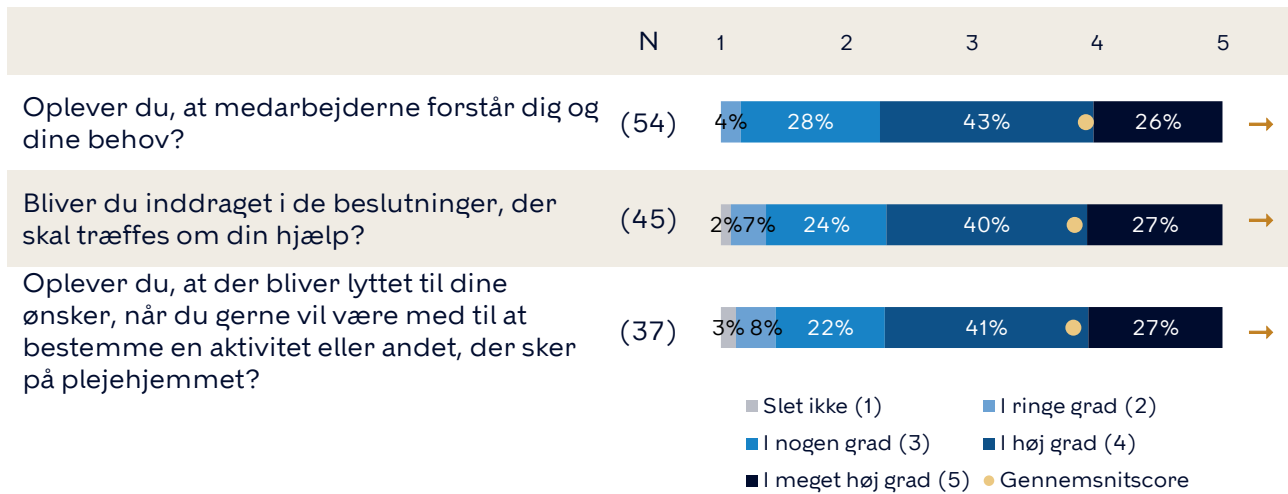 N 1 2 3 4 5
Oplever du, at medarbejderne forstår dig og
dine behov?
(54) 4% 28% 43% 26% →
Bliver du inddraget i de beslutninger, der
skal træffes om din hjælp?
(45) 2% 7% 24% 40% 27% →
Oplever du, at der bliver lyttet til dine
ønsker, når du gerne vil være med til at
bestemme en aktivitet eller andet, der sker
på plejehjemmet?
(37) 3% 8% 22% 41% 27% →
Slet ikke (1) I ringe grad (2)
I nogen grad (3) I høj grad (4)
I meget høj grad (5) Gennemsnitscore